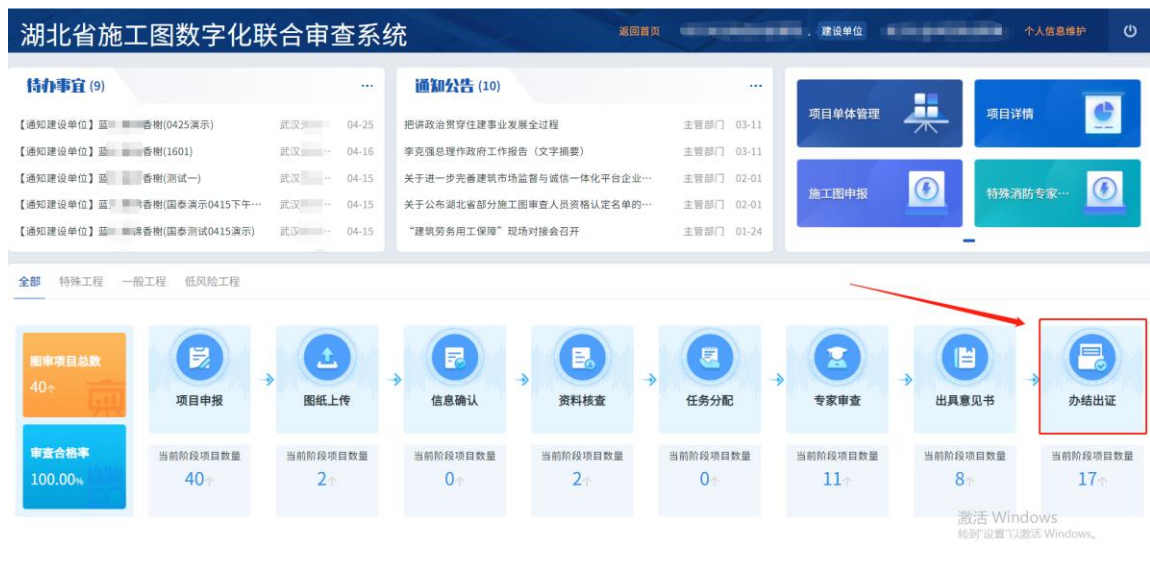 湖北省施工图数字化联合审查系统
返回首页
建设单位
个人信息维护
待办事宜 (9)
···
【通知建设单位】蓝 香榭(0425演示) 武汉 04-25
【通知建设单位】蓝 香榭(1601) 武汉 ··· 04-16
【通知建设单位】蓝 香榭(测试一) 武汉 ··· 04-15
【通知建设单位】蓝 香榭(国泰演示0415下午··· 武汉 ··· 04-15
【通知建设单位】蓝 锦香榭(国泰测试0415演示) 武汉 ··· 04-15
通知公告 (10)
···
把讲政治贯穿住建事业发展全过程 主管部门 03-11
李克强总理作政府工作报告（文字摘要） 主管部门 03-11
关于进一步完善建筑市场监督与诚信一体化平台企业··· 主管部门 02-01
关于公布湖北省部分施工图审查人员资格认定名单的··· 主管部门 02-01
“建筑劳务用工保障”现场对接会召开 主管部门 01-24
项目单体管理
项目详情
施工图申报
特殊消防专家···
全部 特殊工程 一般工程 低风险工程
图审项目总数
40个
审查合格率
100.00%
项目申报
图纸上传
信息确认
资料核查
任务分配
专家审查
出具意见书
办结出证
当前阶段项目数量
40个
当前阶段项目数量
2个
当前阶段项目数量
0个
当前阶段项目数量
2个
当前阶段项目数量
0个
当前阶段项目数量
11个
当前阶段项目数量
8个
当前阶段项目数量
17个
激活 Windows
转到“设置”以激活 Windows。